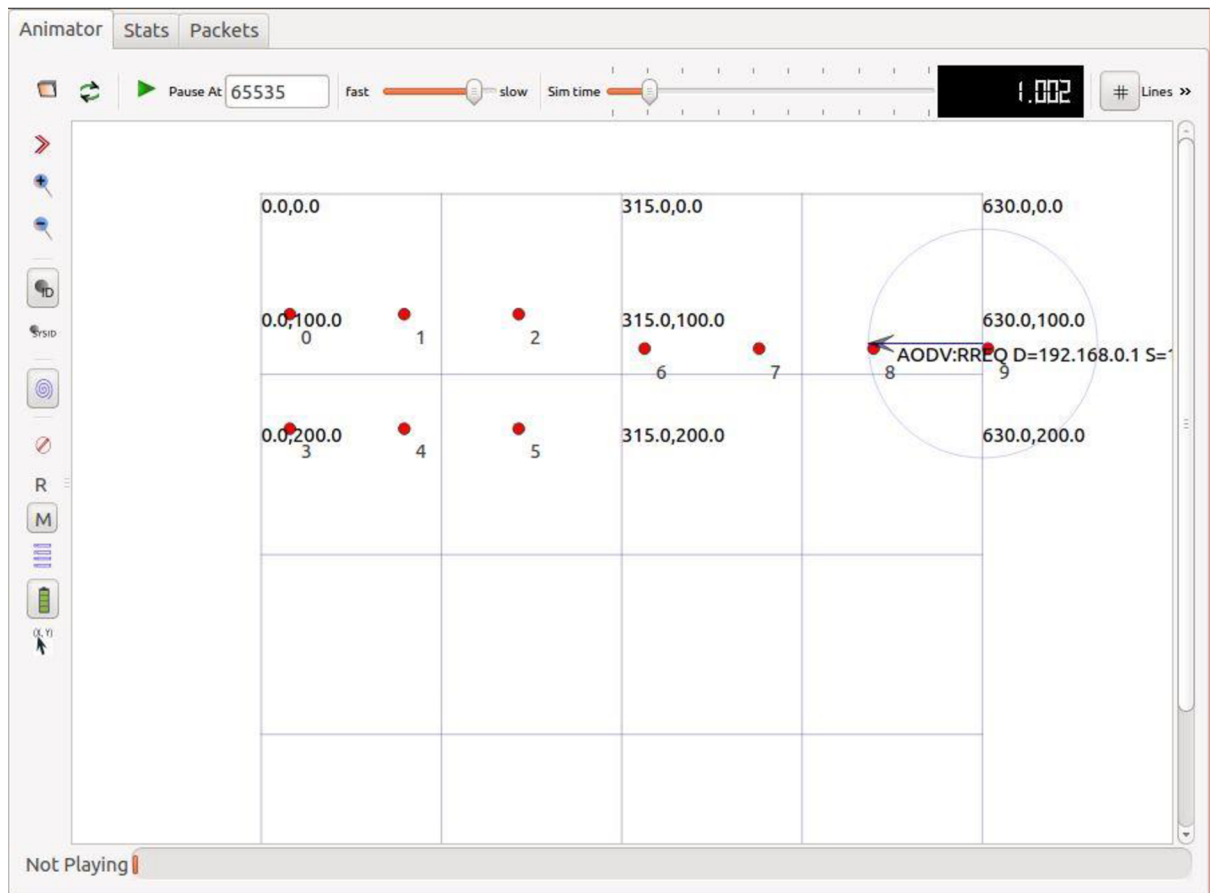 Animator Stats Packets
Pause At 65535 fast slow Sim time 1.002 # Lines »
0.0,0.0 315.0,0.0 630.0,0.0
ID
SYSID
0.0,100.0 315.0,100.0 630.0,100.0
0 1 2
AODV:RREQ D=192.168.0.1 S=1
6 7 8 9
0.0,200.0 315.0,200.0 630.0,200.0
3 4 5
R
M
(X, Y)
Not Playing